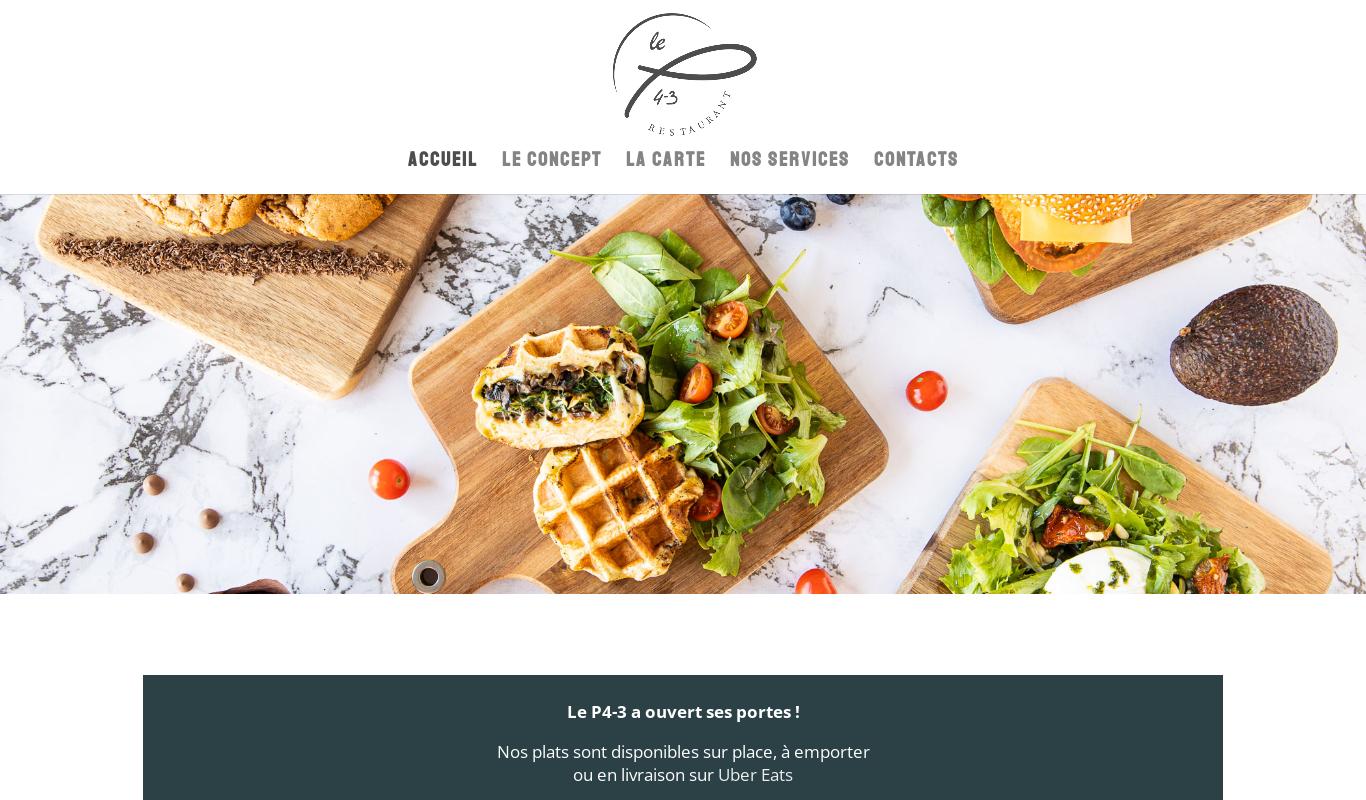 le
4-3
RESTAURANT
ACCUEIL LE CONCEPT LA CARTE NOS SERVICES CONTACTS
Le P4-3 a ouvert ses portes !
Nos plats sont disponibles sur place, à emporter
ou en livraison sur Uber Eats